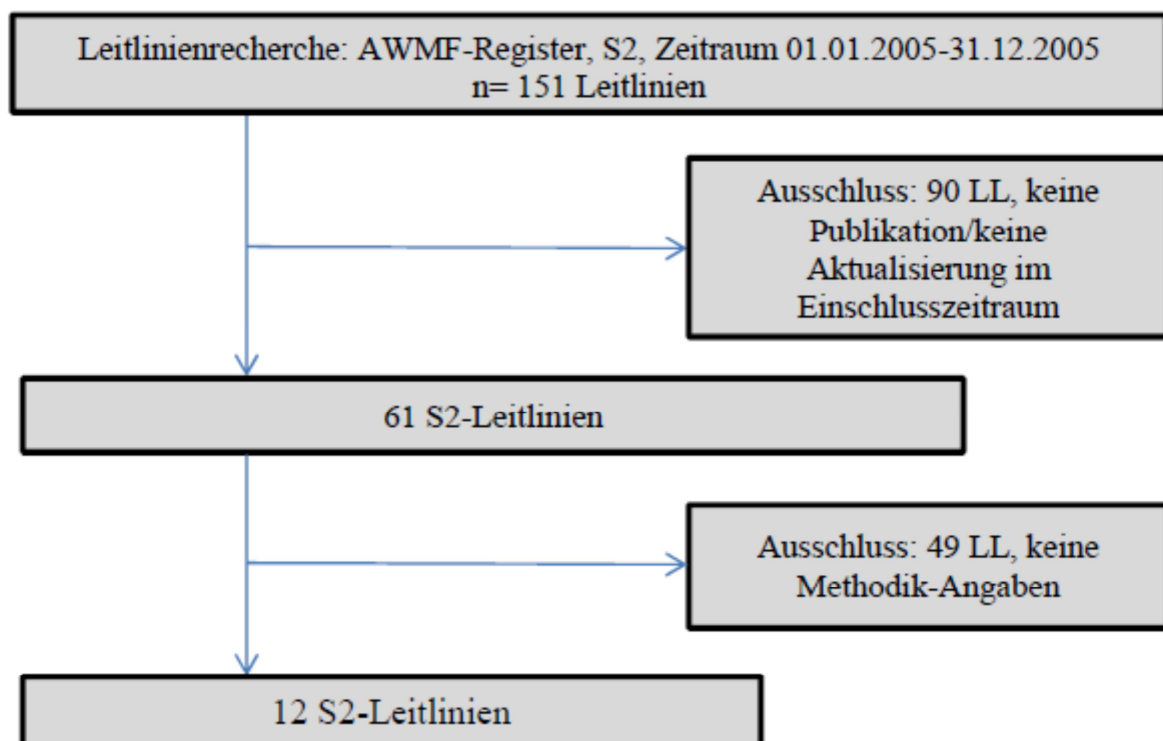 Leitlinienrecherche: AWMF-Register, S2, Zeitraum 01.01.2005-31.12.2005
n= 151 Leitlinien
Ausschluss: 90 LL, keine
Publikation/keine
Aktualisierung im
Einschlusszeitraum
61 S2-Leitlinien
Ausschluss: 49 LL, keine
Methodik-Angaben
12 S2-Leitlinien